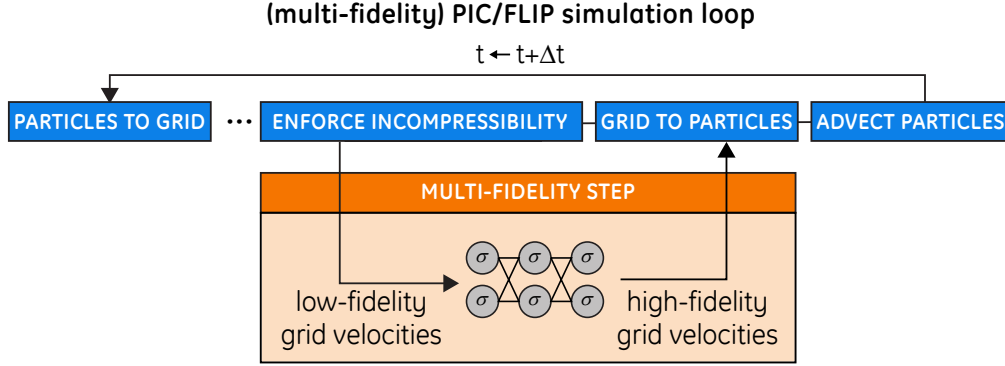 (multi-fidelity) PIC/FLIP simulation loop
t ← t+Δt
PARTICLES TO GRID ••• ENFORCE INCOMPRESSIBILITY GRID TO PARTICLES ADVECT PARTICLES
MULTI-FIDELITY STEP
σ σ σ
σ σ σ
low-fidelity high-fidelity
grid velocities grid velocities